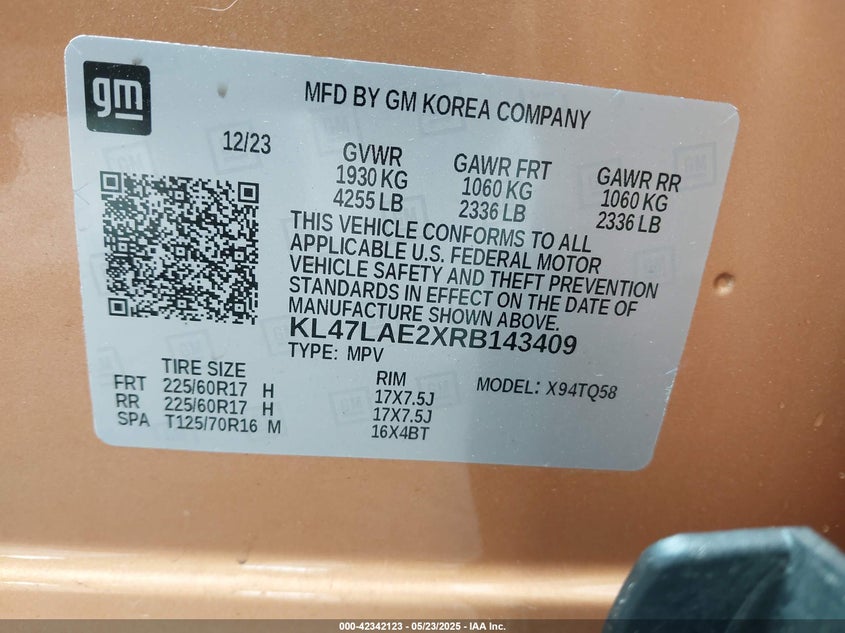 gm
MFD BY GM KOREA COMPANY
12/23
GVWR
1930 KG
4255 LB
GAWR FRT
1060 KG
2336 LB
GAWR RR
1060 KG
2336 LB
THIS VEHICLE CONFORMS TO ALL
APPLICABLE U.S. FEDERAL MOTOR
VEHICLE SAFETY AND THEFT PREVENTION
STANDARDS IN EFFECT ON THE DATE OF
MANUFACTURE SHOWN ABOVE.
KL47LAE2XRB143409
TYPE: MPV
TIRE SIZE
FRT 225/60R17 H
RR 225/60R17 H
SPA T125/70R16 M
RIM
17X7.5J
17X7.5J
16X4BT
MODEL: X94TQ58
000-42342123 — 05/23/2025 - IAA Inc.